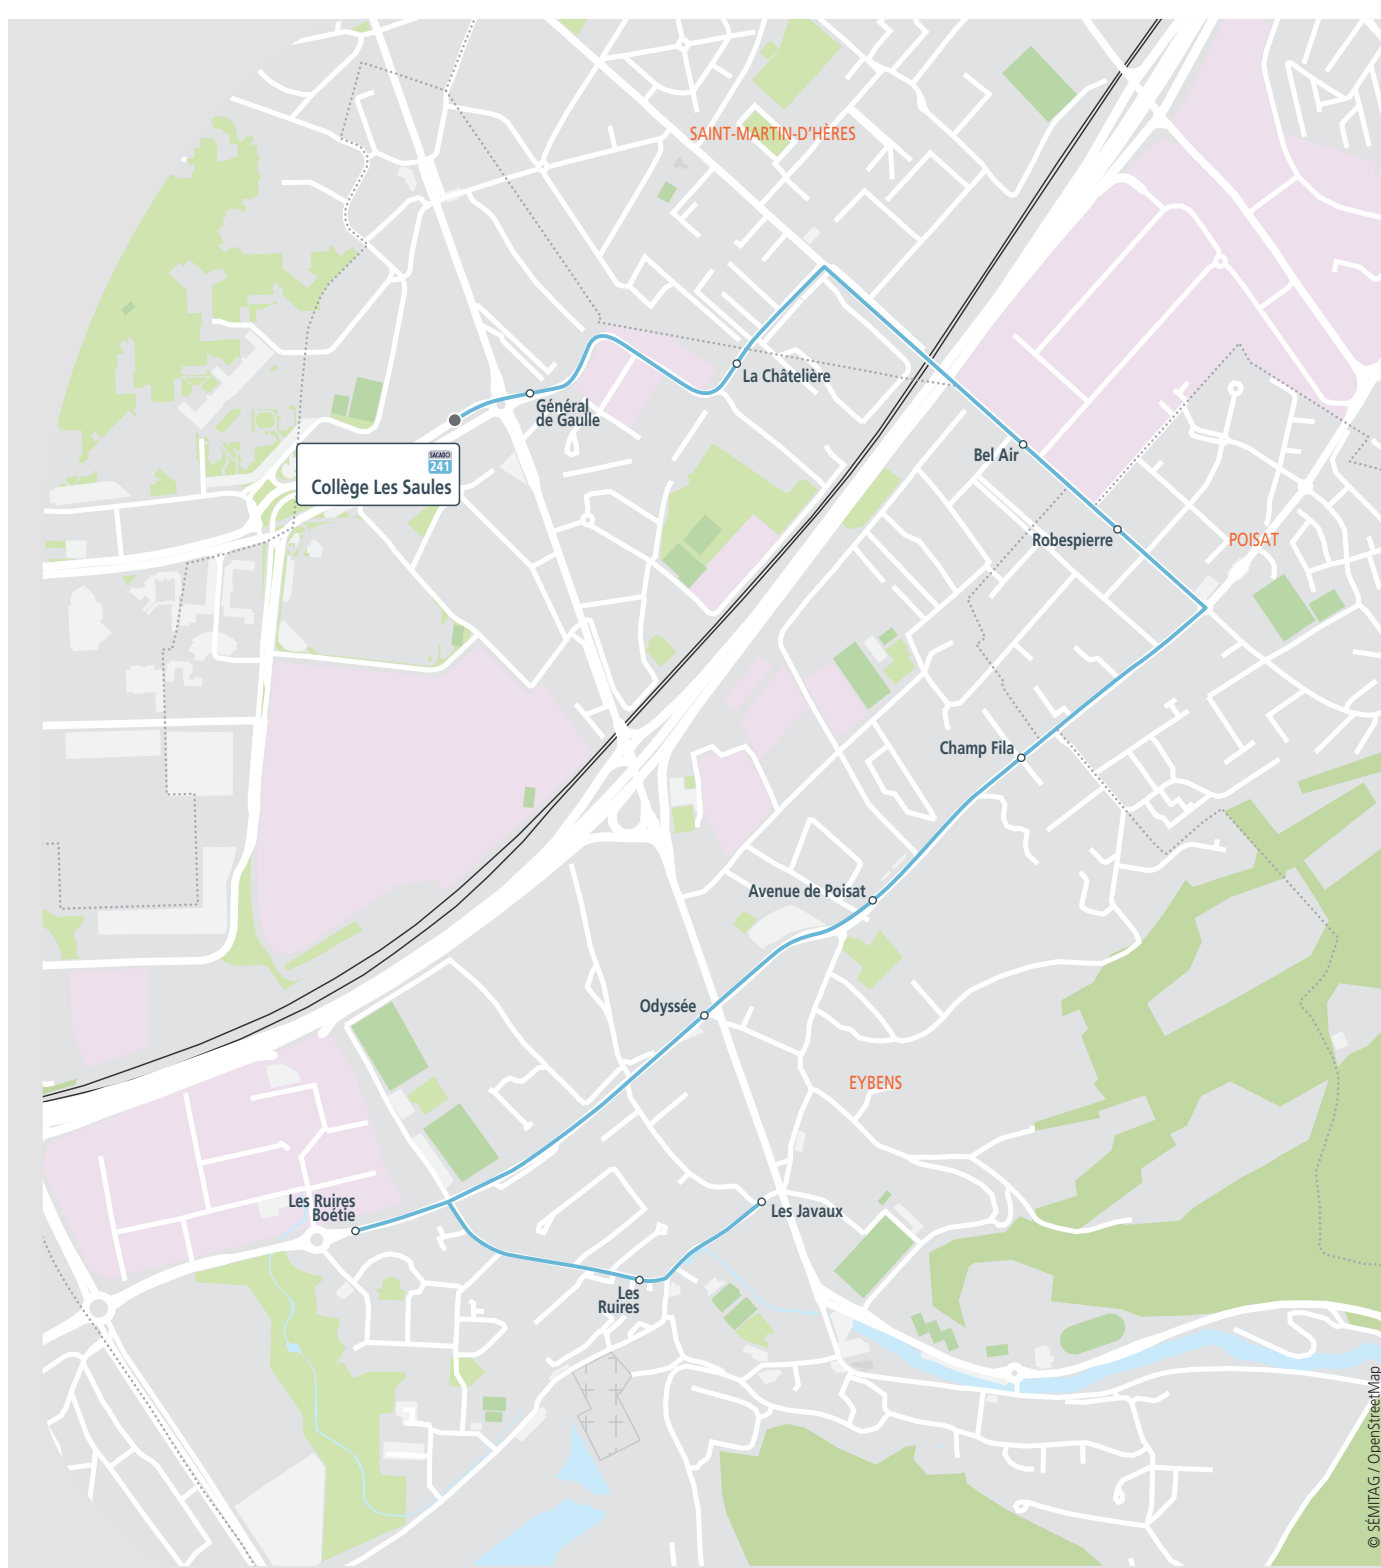 SAINT-MARTIN-D'HÈRES
La Châtelière
Général
de Gaulle
SACADO
241
Collège Les Saules
Bel Air
Robespierre
POISAT
Champ Fila
Avenue de Poisat
Odyssée
EYBENS
Les Ruires
Boétie
Les Javaux
Les
Ruires
© SÉMITAG / OpenStreetMap